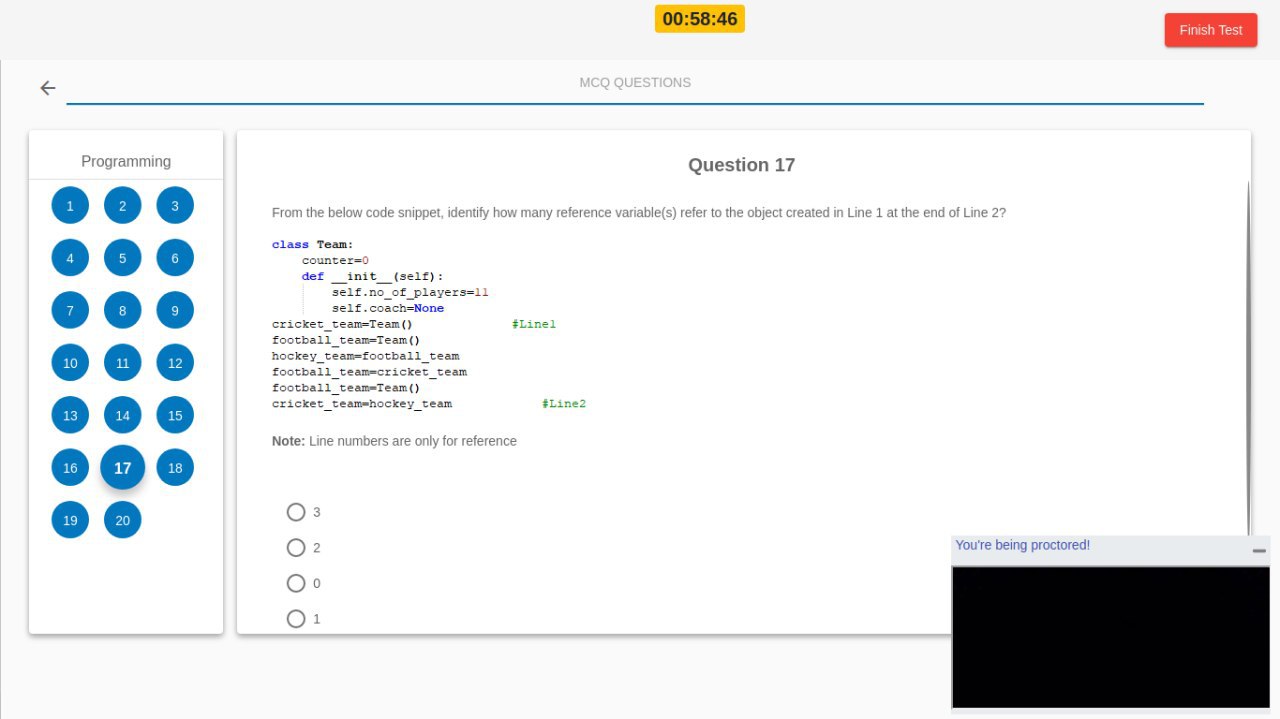 00:58:46
Finish Test
MCQ QUESTIONS
Programming
1 2 3
4 5 6
7 8 9
10 11 12
13 14 15
16 17 18
19 20
Question 17
From the below code snippet, identify how many reference variable(s) refer to the object created in Line 1 at the end of Line 2?
class Team:
    counter=0
    def __init__(self):
        self.no_of_players=11
        self.coach=None
cricket_team=Team()             #Line1
football_team=Team()
hockey_team=football_team
football_team=cricket_team
football_team=Team()
cricket_team=hockey_team            #Line2
Note: Line numbers are only for reference
3
2
0
1
You're being proctored!